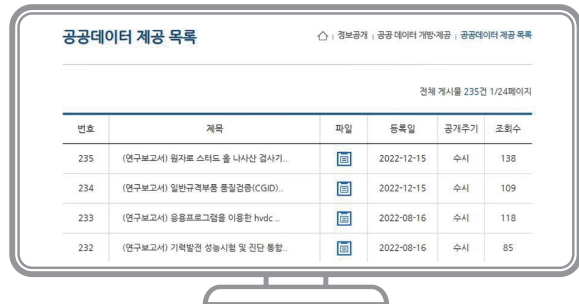 공공데이터 제공 목록
정보공개 | 공공 데이터 개방·제공 | 공공데이터 제공 목록
전체 게시물 235건 1/24페이지
번호 제목 파일 등록일 공개주기 조회수
235 (연구보고서) 원자로 스터드 홀 나사산 검사기.. 2022-12-15 수시 138
234 (연구보고서) 일반규격부품 품질검증(CGID).. 2022-12-15 수시 109
233 (연구보고서) 응용프로그램을 이용한 hvdc .. 2022-08-16 수시 118
232 (연구보고서) 기력발전 성능시험 및 진단 통합.. 2022-08-16 수시 85